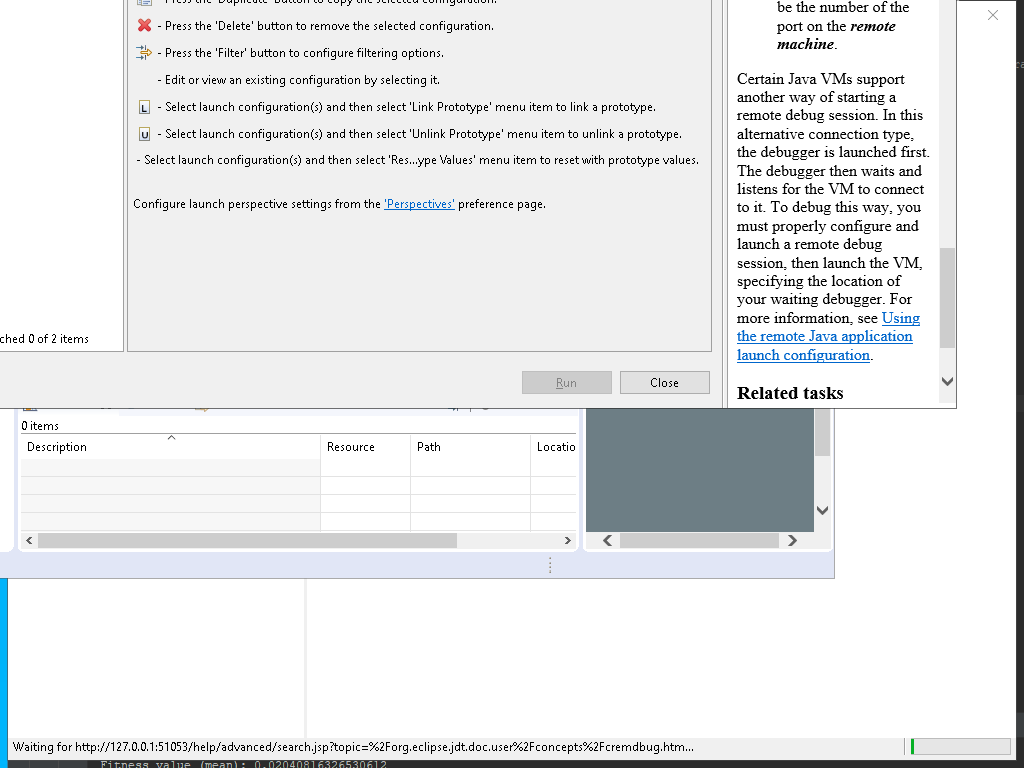 - Press the 'Duplicate' button to copy the selected configuration.
- Press the 'Delete' button to remove the selected configuration.
- Press the 'Filter' button to configure filtering options.
- Edit or view an existing configuration by selecting it.
L - Select launch configuration(s) and then select 'Link Prototype' menu item to link a prototype.
U - Select launch configuration(s) and then select 'Unlink Prototype' menu item to unlink a prototype.
- Select launch configuration(s) and then select 'Res...ype Values' menu item to reset with prototype values.
Configure launch perspective settings from the 'Perspectives' preference page.
ched 0 of 2 items
Run
Close
be the number of the
port on the remote
machine.
Certain Java VMs support
another way of starting a
remote debug session. In this
alternative connection type,
the debugger is launched first.
The debugger then waits and
listens for the VM to connect
to it. To debug this way, you
must properly configure and
launch a remote debug
session, then launch the VM,
specifying the location of
your waiting debugger. For
more information, see Using
the remote Java application
launch configuration.
Related tasks
0 items
Description
Resource
Path
Locatio
Waiting for http://127.0.0.1:51053/help/advanced/search.jsp?topic=%2Forg.eclipse.jdt.doc.user%2Fconcepts%2Fcremdbug.htm...
Fitness value (mean): 0.02040816326530612